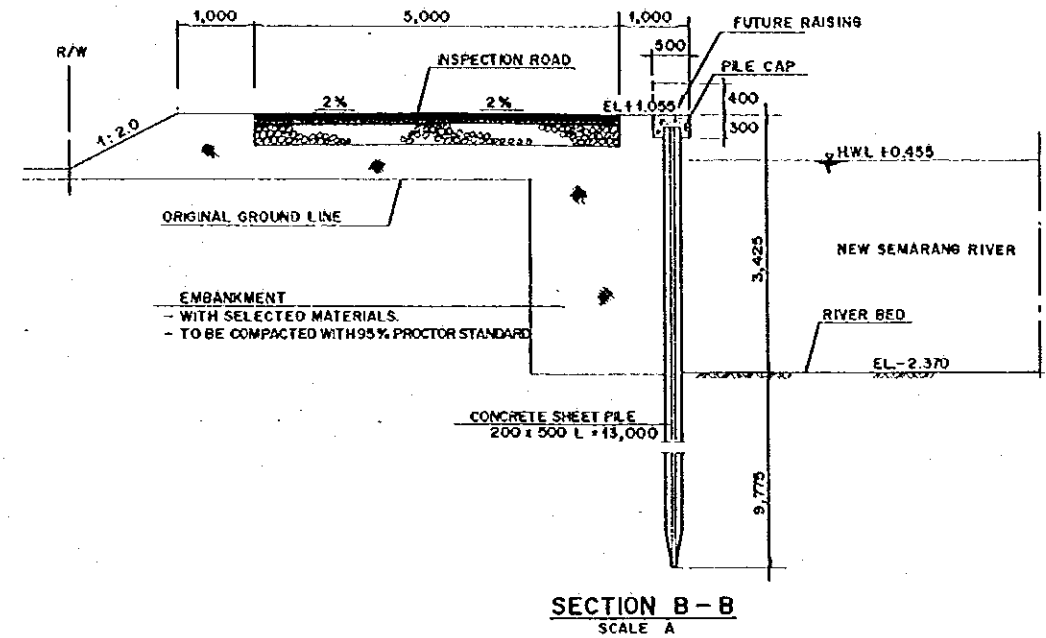 1,000
5,000
1,000
FUTURE RAISING
R/W
500
INSPECTION ROAD
PILE CAP
2%
2%
EL+1.055
400
300
1:2.0
H.W.L +0.455
ORIGINAL GROUND LINE
3,425
NEW SEMARANG RIVER
EMBANKMENT
- WITH SELECTED MATERIALS.
- TO BE COMPACTED WITH 95% PROCTOR STANDARD
RIVER BED
EL.-2.370
CONCRETE SHEET PILE
200 x 500 L = 13,000
9,775
SECTION B - B
SCALE A